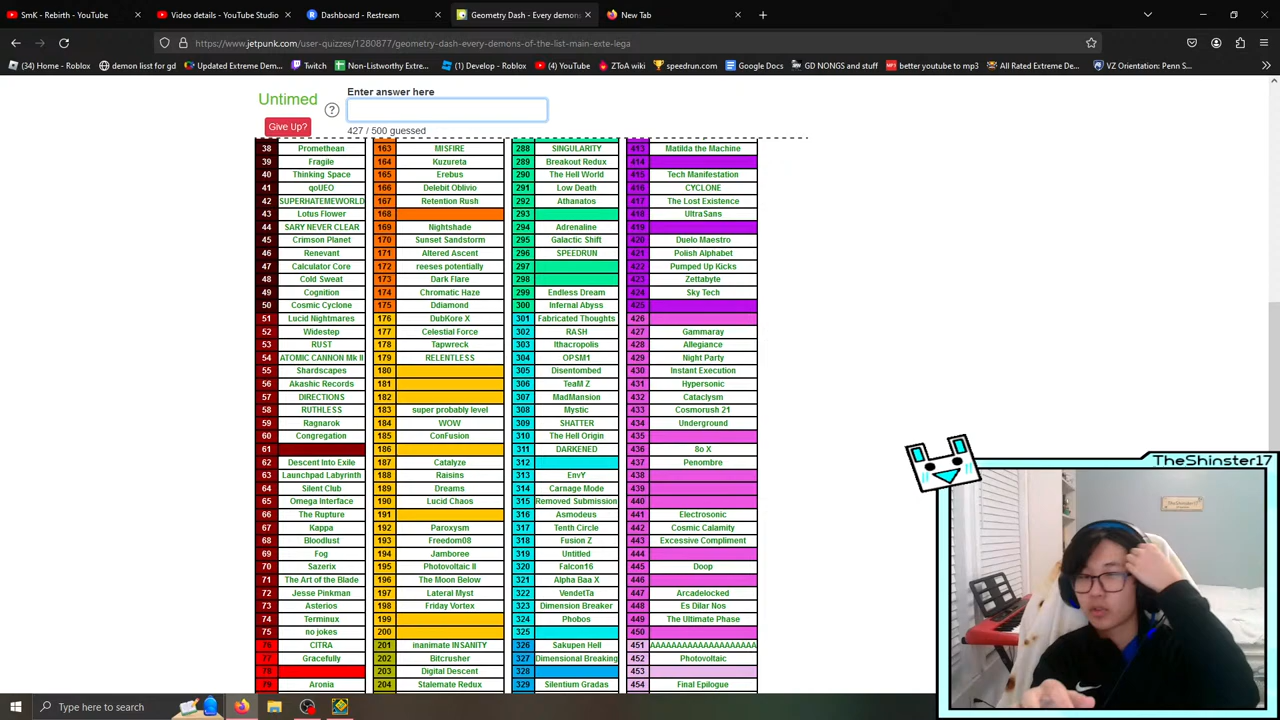 SmK - Rebirth - YouTube
Video details - YouTube Studio
Dashboard - Restream
Geometry Dash - Every demons
New Tab
https://www.jetpunk.com/user-quizzes/1280877/geometry-dash-every-demons-of-the-list-main-exte-lega
(34) Home - Roblox
demon lisst for gd
Updated Extreme Dem...
Twitch
Non-Listworthy Extre...
(1) Develop - Roblox
(4) YouTube
ZToA wiki
speedrun.com
Google Docs
GD NONGS and stuff
better youtube to mp3
All Rated Extreme De...
VZ Orientation: Penn S...
Untimed
Give Up?
?
Enter answer here
427 / 500 guessed
38 Promethean 163 MISFIRE 288 SINGULARITY 413 Matilda the Machine
39 Fragile 164 Kuzureta 289 Breakout Redux 414
40 Thinking Space 165 Erebus 290 The Hell World 415 Tech Manifestation
41 qoUEO 166 Delebit Oblivio 291 Low Death 416 CYCLONE
42 SUPERHATEMEWORLD 167 Retention Rush 292 Athanatos 417 The Lost Existence
43 Lotus Flower 168 293 418 UltraSans
44 SARY NEVER CLEAR 169 Nightshade 294 Adrenaline 419
45 Crimson Planet 170 Sunset Sandstorm 295 Galactic Shift 420 Duelo Maestro
46 Renevant 171 Altered Ascent 296 SPEEDRUN 421 Polish Alphabet
47 Calculator Core 172 reeses potentially 297 422 Pumped Up Kicks
48 Cold Sweat 173 Dark Flare 298 423 Zettabyte
49 Cognition 174 Chromatic Haze 299 Endless Dream 424 Sky Tech
50 Cosmic Cyclone 175 Ddiamond 300 Infernal Abyss 425
51 Lucid Nightmares 176 DubKore X 301 Fabricated Thoughts 426
52 Widestep 177 Celestial Force 302 RASH 427 Gammaray
53 RUST 178 Tapwreck 303 Ithacropolis 428 Allegiance
54 ATOMIC CANNON Mk II 179 RELENTLESS 304 OPSM1 429 Night Party
55 Shardscapes 180 305 Disentombed 430 Instant Execution
56 Akashic Records 181 306 TeaM Z 431 Hypersonic
57 DIRECTIONS 182 307 MadMansion 432 Cataclysm
58 RUTHLESS 183 super probably level 308 Mystic 433 Cosmorush 21
59 Ragnarok 184 WOW 309 SHATTER 434 Underground
60 Congregation 185 ConFusion 310 The Hell Origin 435
61 186 311 DARKENED 436 8o X
62 Descent Into Exile 187 Catalyze 312 437 Penombre
63 Launchpad Labyrinth 188 Raisins 313 EnvY 438
64 Silent Club 189 Dreams 314 Carnage Mode 439
65 Omega Interface 190 Lucid Chaos 315 Removed Submission 440
66 The Rupture 191 316 Asmodeus 441 Electrosonic
67 Kappa 192 Paroxysm 317 Tenth Circle 442 Cosmic Calamity
68 Bloodlust 193 Freedom08 318 Fusion Z 443 Excessive Compliment
69 Fog 194 Jamboree 319 Untitled 444
70 Sazerix 195 Photovoltaic II 320 Falcon16 445 Doop
71 The Art of the Blade 196 The Moon Below 321 Alpha Baa X 446
72 Jesse Pinkman 197 Lateral Myst 322 VendetTa 447 Arcadelocked
73 Asterios 198 Friday Vortex 323 Dimension Breaker 448 Es Dilar Nos
74 Terminux 199 324 Phobos 449 The Ultimate Phase
75 no jokes 200 325 450
76 CITRA 201 inanimate INSANITY 326 Sakupen Hell 451 AAAAAAAAAAAAAAAAAAAA
77 Gracefully 202 Bitcrusher 327 Dimensional Breaking 452 Photovoltaic
78 203 Digital Descent 328 453
79 Aronia 204 Stalemate Redux 329 Silentium Gradas 454 Final Epilogue
TheShinster17
Type here to search